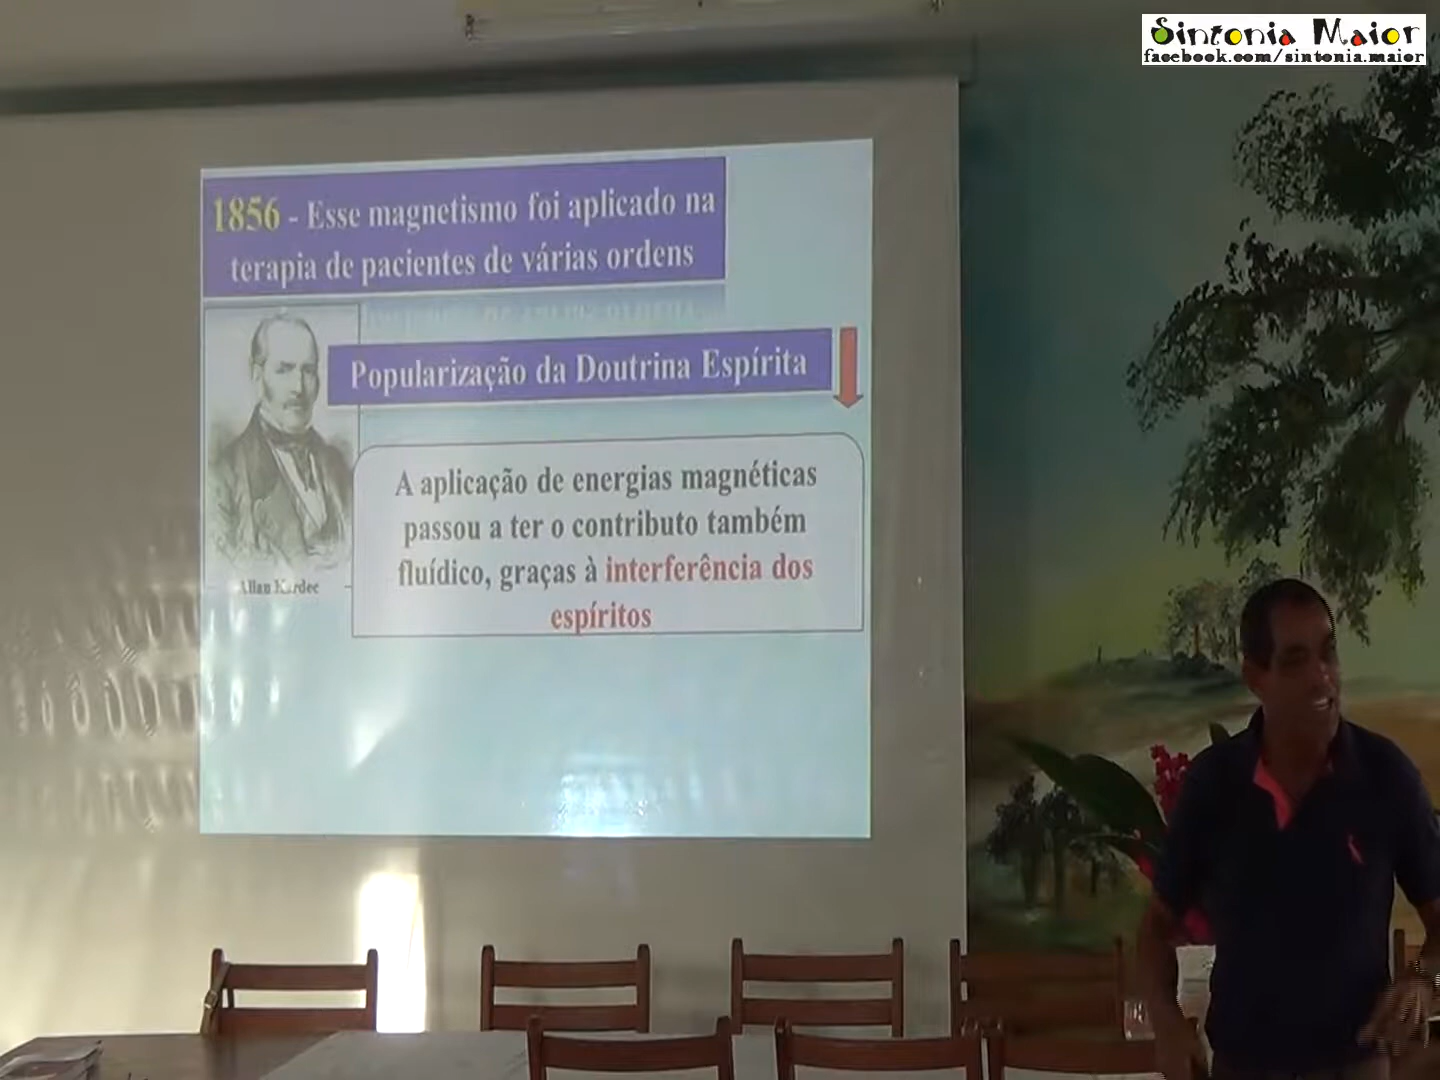 Sintonia Maior
facebook.com/sintonia.maior
1856 - Esse magnetismo foi aplicado na
terapia de pacientes de várias ordens
Popularização da Doutrina Espírita
A aplicação de energias magnéticas
passou a ter o contributo também
fluídico, graças à interferência dos
espíritos
Allan Kardec